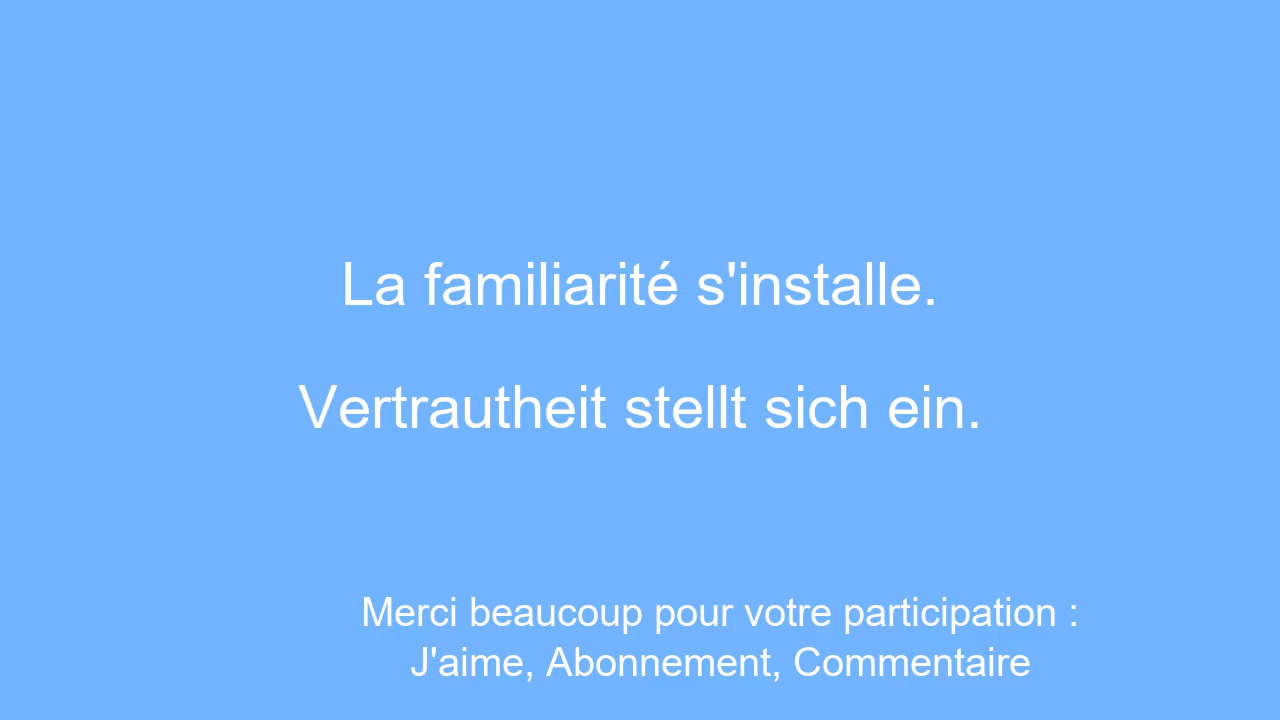 La familiarité s'installe.
Vertrautheit stellt sich ein.
Merci beaucoup pour votre participation :
J'aime, Abonnement, Commentaire